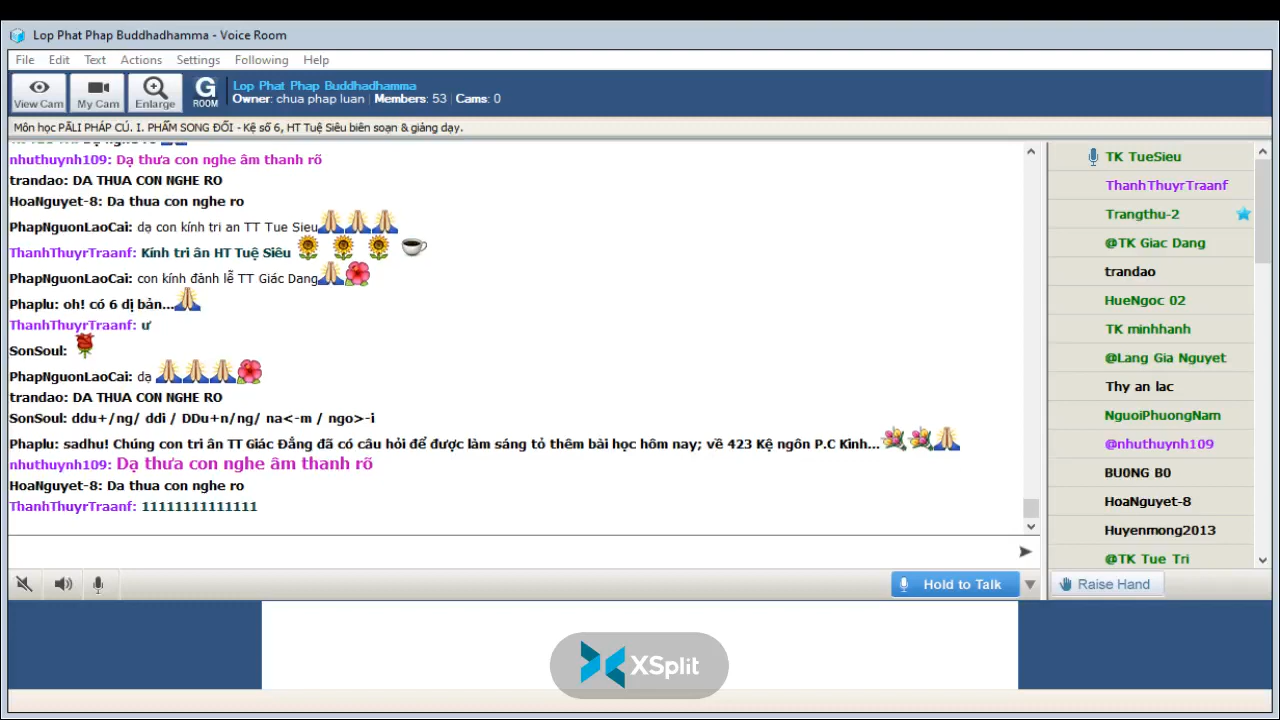 Lop Phat Phap Buddhadhamma - Voice Room
File Edit Text Actions Settings Following Help
View Cam My Cam Enlarge G ROOM
Lop Phat Phap Buddhadhamma
Owner: chua phap luan | Members: 53 | Cams: 0
Môn học PĀLI PHÁP CÚ. I. PHẨM SONG ĐỐI - Kệ số 6, HT Tuệ Siêu biên soạn & giảng dạy.
nhuthuynh109: Dạ thưa con nghe âm thanh rõ
trandao: DA THUA CON NGHE RO
HoaNguyet-8: Da thua con nghe ro
PhapNguonLaoCai: dạ con kính tri an TT Tue Sieu
ThanhThuyrTraanf: Kính tri ân HT Tuệ Siêu
PhapNguonLaoCai: con kính đảnh lễ TT Giác Dang
Phaplu: oh! có 6 dị bản...
ThanhThuyrTraanf: ư
SonSoul:
PhapNguonLaoCai: dạ
trandao: DA THUA CON NGHE RO
SonSoul: ddu+/ng/ ddi / DDu+n/ng/ na<-m / ngo>-i
Phaplu: sadhu! Chúng con tri ân TT Giác Đẳng đã có câu hỏi để được làm sáng tỏ thêm bài học hôm nay; về 423 Kệ ngôn P.C Kinh...
nhuthuynh109: Dạ thưa con nghe âm thanh rõ
HoaNguyet-8: Da thua con nghe ro
ThanhThuyrTraanf: 11111111111111
TK TueSieu
ThanhThuyrTraanf
Trangthu-2
@TK Giac Dang
trandao
HueNgoc 02
TK minhhanh
@Lang Gia Nguyet
Thy an lac
NguoiPhuongNam
@nhuthuynh109
BU0NG B0
HoaNguyet-8
Huyenmong2013
@TK Tue Tri
Hold to Talk
Raise Hand
XSplit